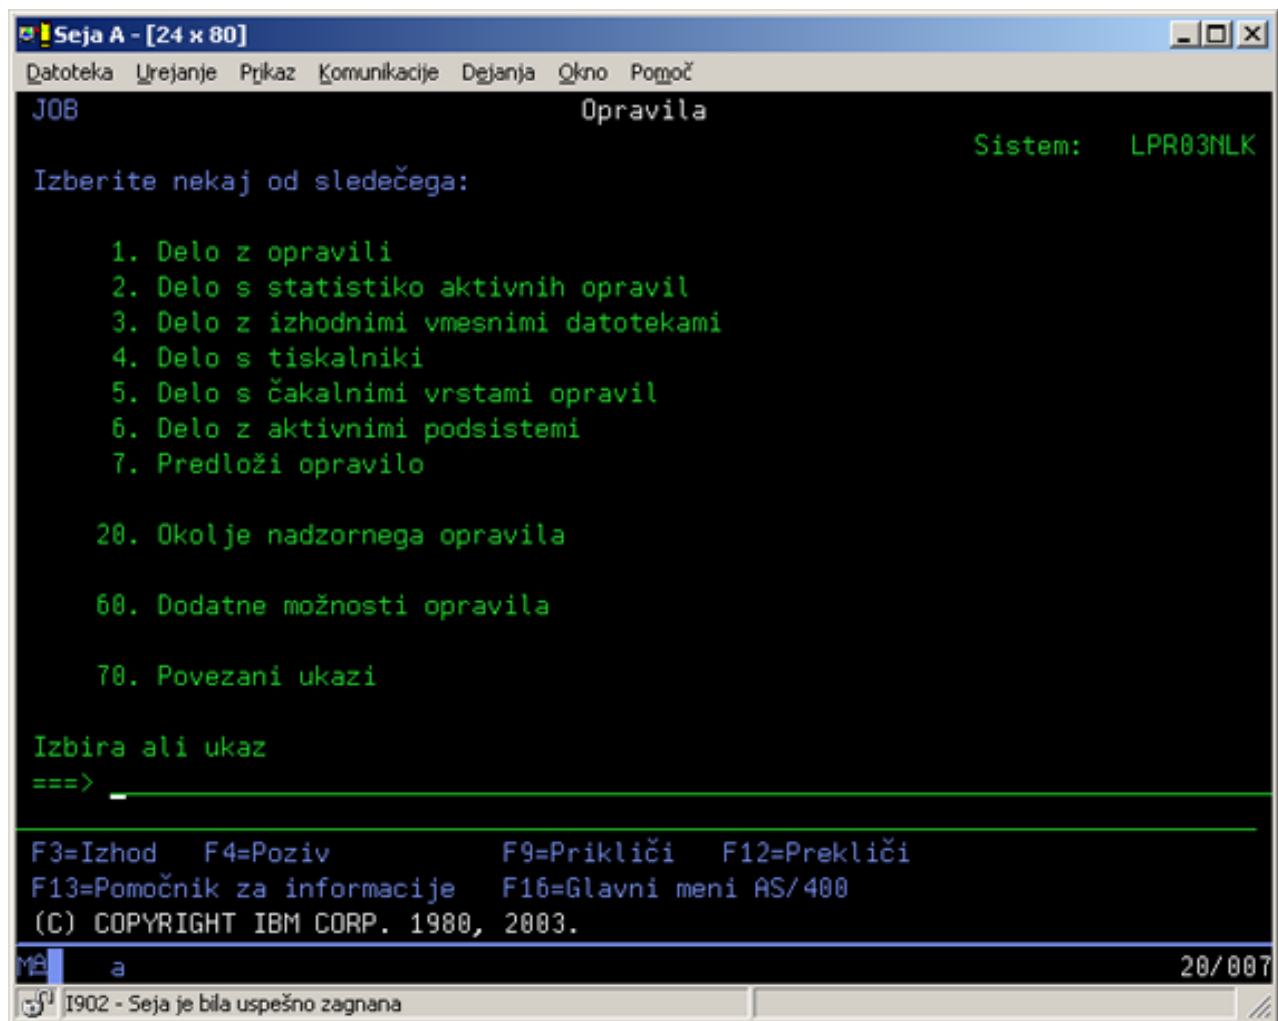 Seja A - [24 x 80]
Datoteka Urejanje Prikaz Komunikacije Dejanja Okno Pomoč
JOB Opravila
Sistem: LPR03NLK
Izberite nekaj od sledečega:
1. Delo z opravili
2. Delo s statistiko aktivnih opravil
3. Delo z izhodnimi vmesnimi datotekami
4. Delo s tiskalniki
5. Delo s čakalnimi vrstami opravil
6. Delo z aktivnimi podsistemi
7. Predloži opravilo
20. Okolje nadzornega opravila
60. Dodatne možnosti opravila
70. Povezani ukazi
Izbira ali ukaz
===>
F3=Izhod F4=Poziv F9=Prikliči F12=Prekliči
F13=Pomočnik za informacije F16=Glavni meni AS/400
(C) COPYRIGHT IBM CORP. 1980, 2003.
MA a 20/007
I902 - Seja je bila uspešno zagnana